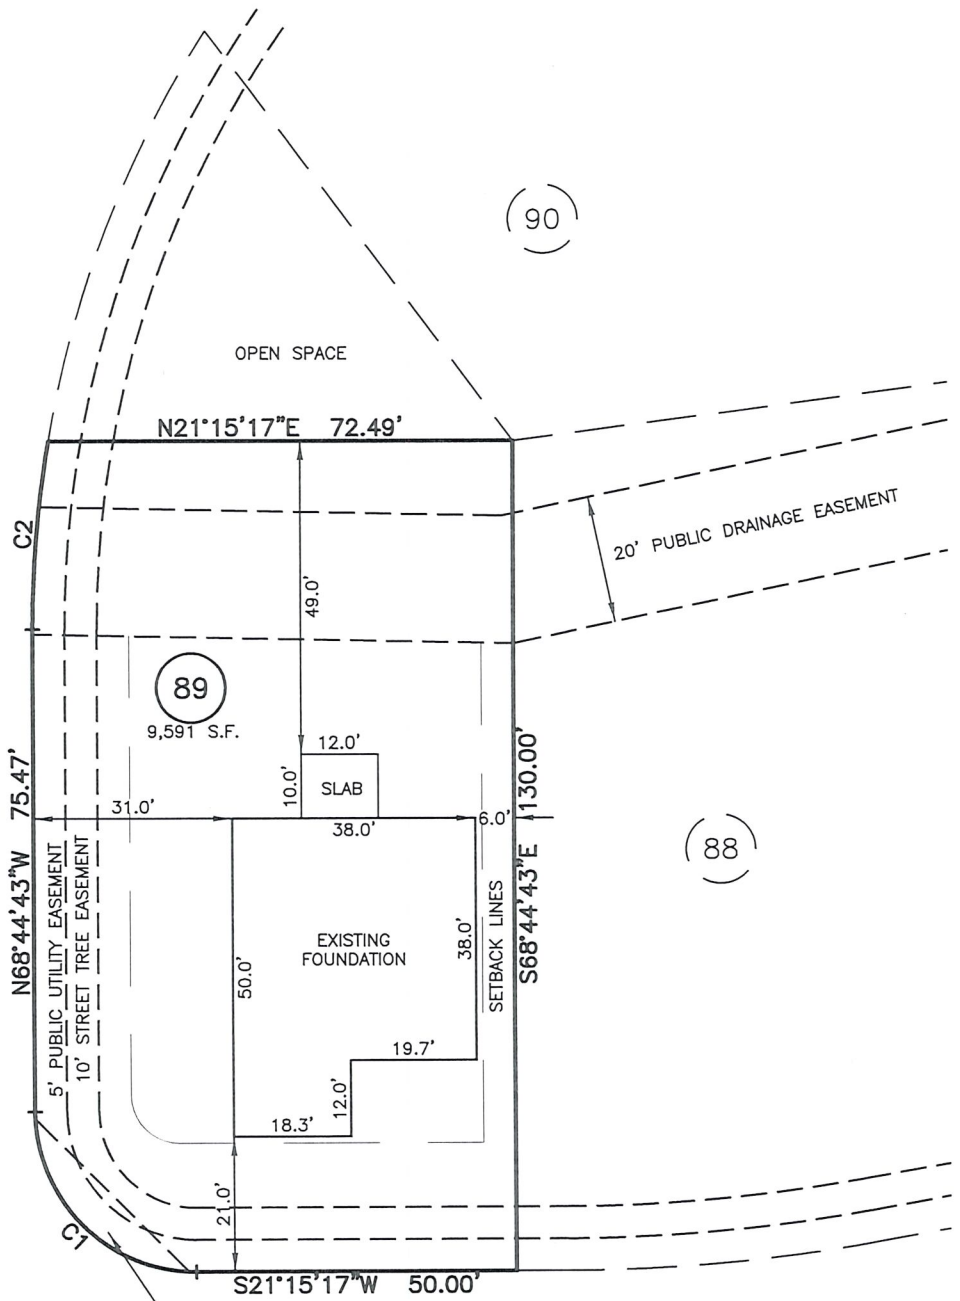 90
OPEN SPACE
N21°15'17"E 72.49'
C2
20' PUBLIC DRAINAGE EASEMENT
49.0'
89
9,591 S.F.
12.0'
10.0'
SLAB
31.0'
38.0'
6.0'
N68°44'43"W 75.47'
S68°44'43"E 130.00'
88
5' PUBLIC UTILITY EASEMENT
10' STREET TREE EASEMENT
EXISTING
FOUNDATION
50.0'
38.0'
SETBACK LINES
19.7'
12.0'
18.3'
21.0'
C1
S21°15'17"W 50.00'